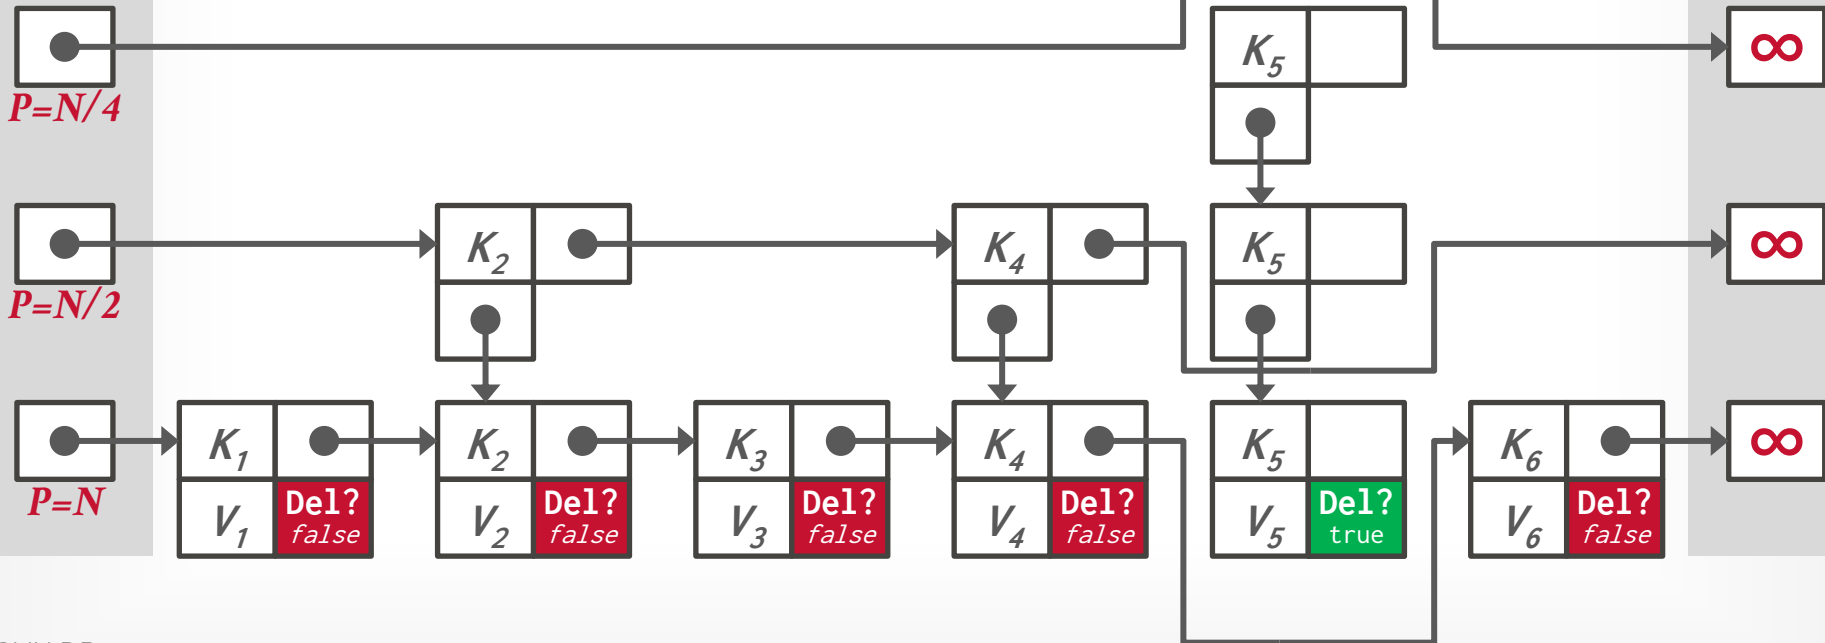 K5
∞
P=N/4
K2 K4 K5
∞
P=N/2
K1 K2 K3 K4 K5 K6
∞
P=N
V1 Del? false
V2 Del? false
V3 Del? false
V4 Del? false
V5 Del? true
V6 Del? false